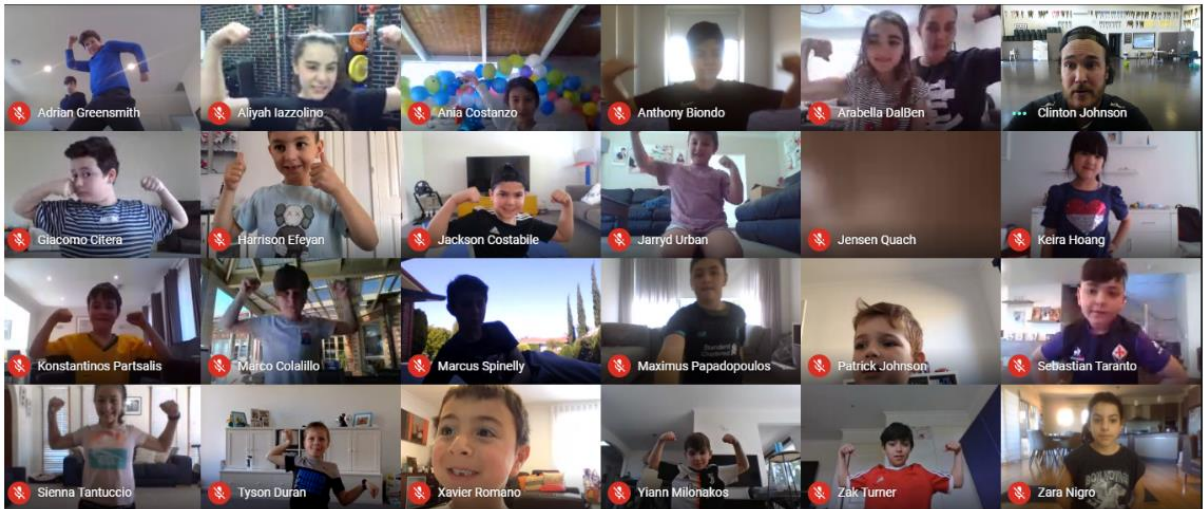 Adrian Greensmith
Aliyah Iazzolino
Ania Costanzo
Anthony Biondo
Arabella DalBen
Clinton Johnson
Giacomo Citera
Harrison Efeyan
Jackson Costabile
Jarryd Urban
Jensen Quach
Keira Hoang
Konstantinos Partsalis
Marco Colalillo
Marcus Spinelly
Maximus Papadopoulos
Standard
Chartered
Patrick Johnson
Sebastian Taranto
Sienna Tantuccio
Tyson Duran
Xavier Romano
Yiann Milonakos
Zak Turner
Zara Nigro